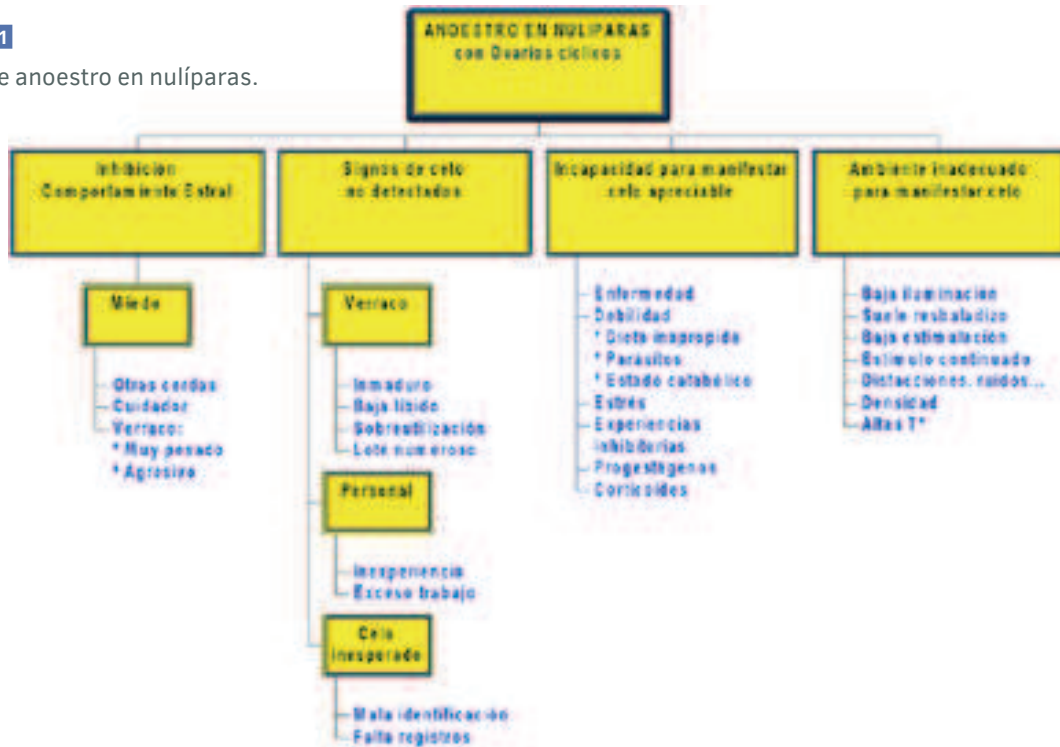 1
e anoestro en nulíparas.
ANOESTRO EN NULIPARAS
con Ovarios cíclicos
Inhibición
Comportamiento Estral
Signos de celo
no detectados
Incapacidad para manifestar
celo apreciable
Ambiente inadecuado
para manifestar celo
Miedo
Otras cerdas
Cuidador
Verraco:
* Muy pesado
* Agresivo
Verraco
Inmaduro
Baja líbido
Sobreutilización
Lote numeroso
Personal
Inexperiencia
Exceso trabajo
Celo
inesperado
Mala identificación
Falta registros
Enfermedad
Debilidad
* Dieta inapropida
* Parásitos
* Estado catabólico
Estrés
Experiencias
inhibitorias
Progestágenos
Corticoides
Baja iluminación
Suelo resbaladizo
Baja estimulación
Estímulo continuado
Distacciones, ruidos...
Densidad
Altas Tª